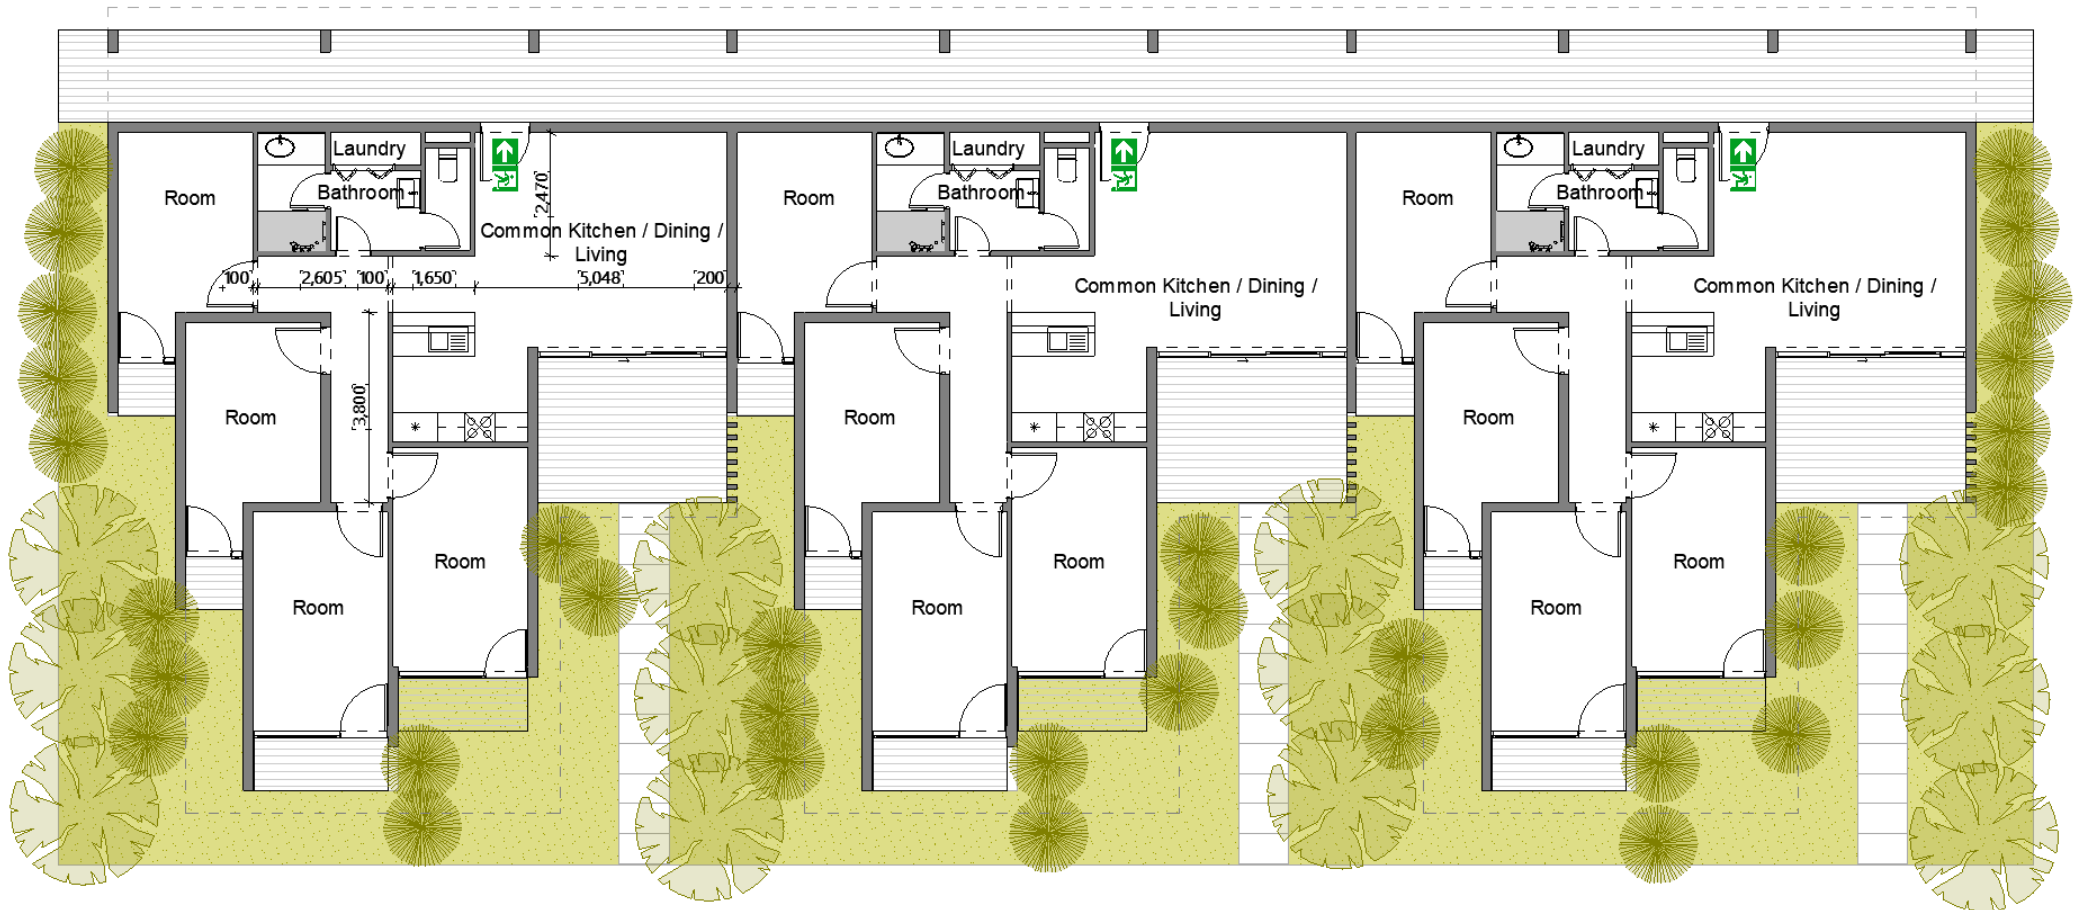 Laundry
Bathroom
Room
2,470
Common Kitchen / Dining /
Living
100
2,605
100
1,650
5,048
200
Room
3,800
Room
Room
Laundry
Bathroom
Room
Common Kitchen / Dining /
Living
Room
Room
Room
Laundry
Bathroom
Room
Common Kitchen / Dining /
Living
Room
Room
Room